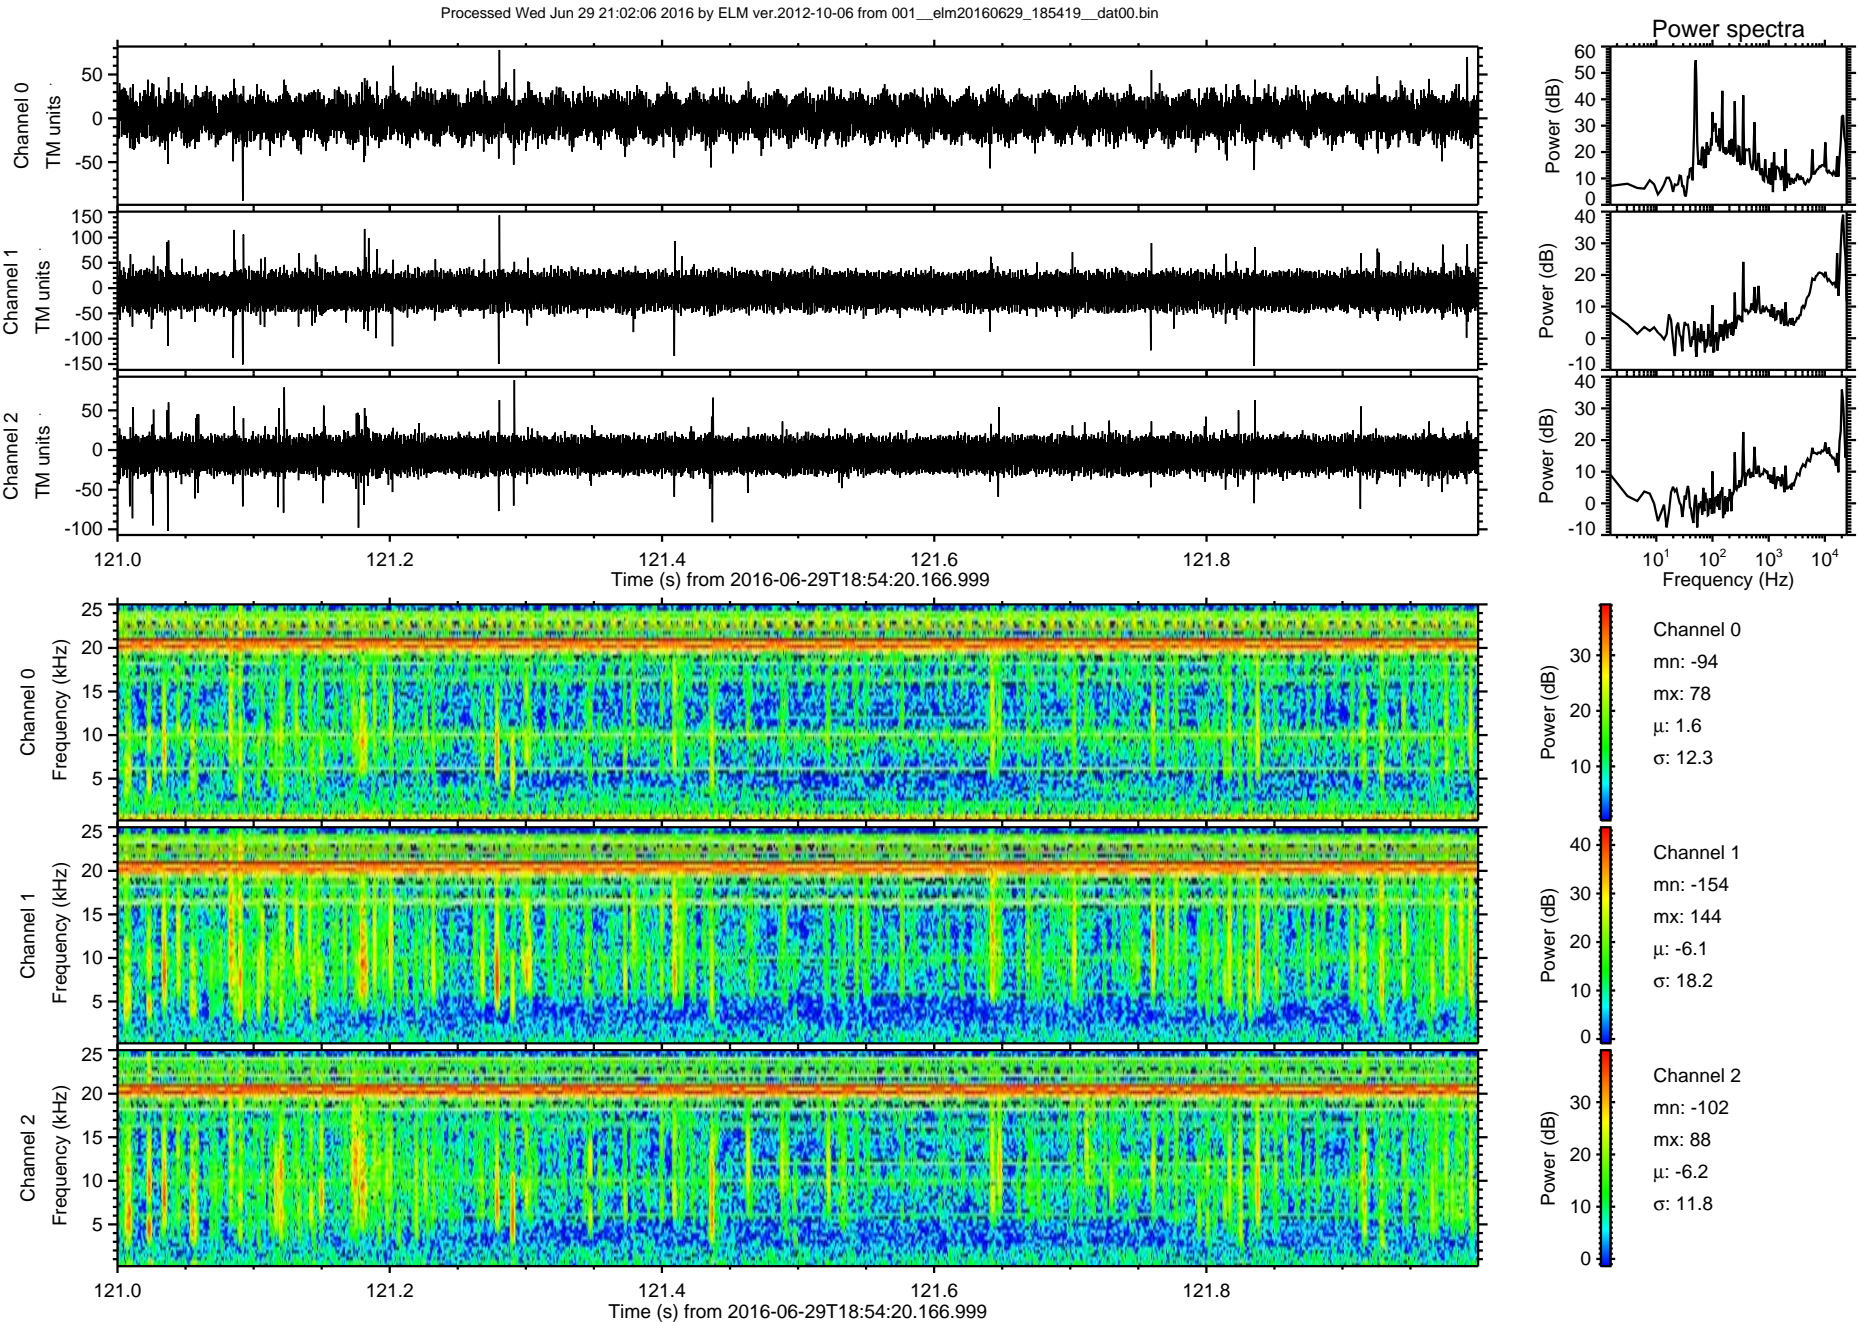 Processed Wed Jun 29 21:02:06 2016 by ELM ver.2012-10-06 from 001__elm20160629_185419__dat00.bin
Power spectra
Channel 0
TM units
50
0
-50
Power (dB)
60
50
40
30
20
10
0
Channel 1
TM units
150
100
50
0
-50
-100
-150
Power (dB)
40
30
20
10
0
-10
Channel 2
TM units
50
0
-50
-100
Power (dB)
40
30
20
10
0
-10
121.0
121.2
121.4
121.6
121.8
Time (s) from 2016-06-29T18:54:20.166.999
10^1
10^2
10^3
10^4
Frequency (Hz)
Channel 0
Frequency (kHz)
25
20
15
10
5
Power (dB)
30
20
10
Channel 0
mn: -94
mx: 78
μ: 1.6
σ: 12.3
Channel 1
Frequency (kHz)
25
20
15
10
5
Power (dB)
40
30
20
10
0
Channel 1
mn: -154
mx: 144
μ: -6.1
σ: 18.2
Channel 2
Frequency (kHz)
25
20
15
10
5
Power (dB)
30
20
10
0
Channel 2
mn: -102
mx: 88
μ: -6.2
σ: 11.8
121.0
121.2
121.4
121.6
121.8
Time (s) from 2016-06-29T18:54:20.166.999